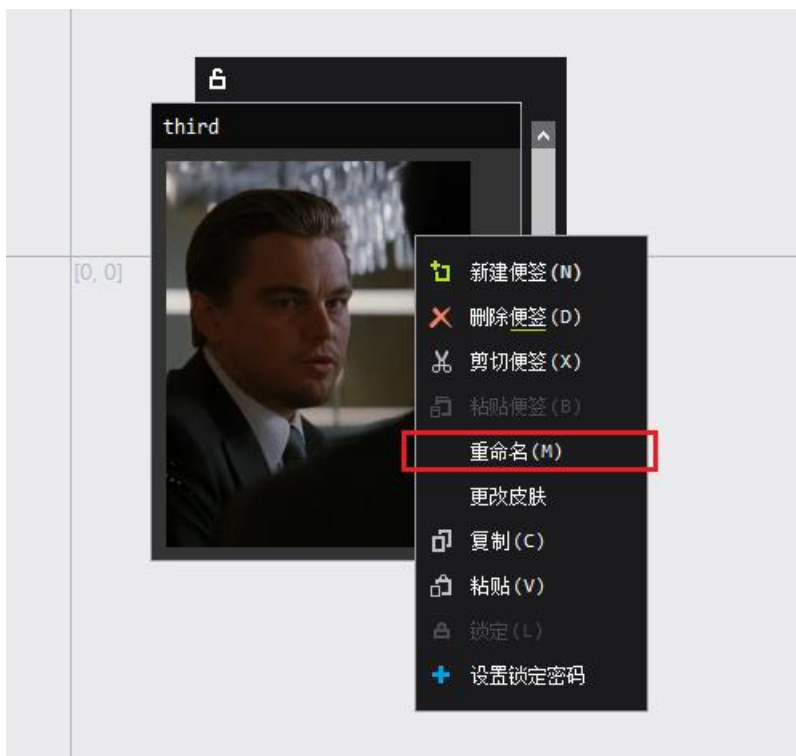 third
[0, 0]
新建便签(N)
删除便签(D)
剪切便签(X)
粘贴便签(B)
重命名(M)
更改皮肤
复制(C)
粘贴(V)
锁定(L)
设置锁定密码